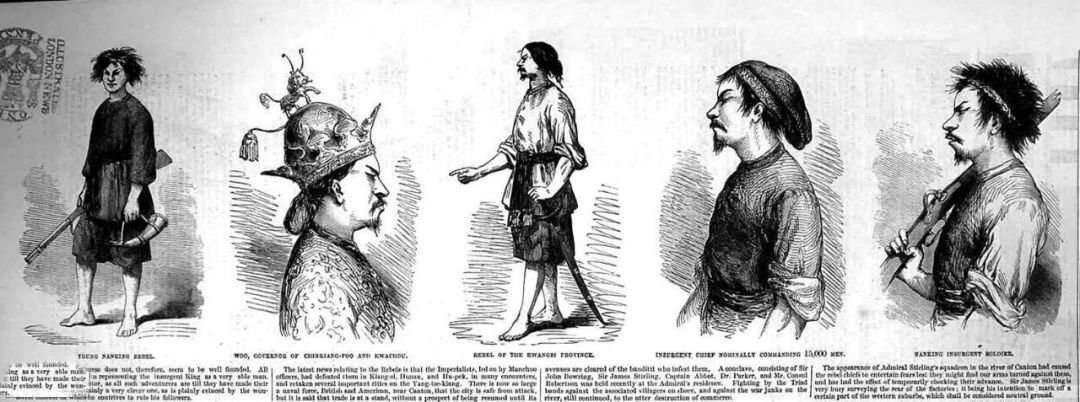 ILLUSTRATED
LONDON NEWS
YOUNG NANKING REBEL.
WOO, GOVERNOR OF CHINKIANG-FOO AND KWACHOU.
REBEL OF THE KWANGSI PROVINCE.
INSURGENT CHIEF NOMINALLY COMMANDING 15,000 MEN.
NANKING INSURGENT SOLDIER.
be well founded.
king as a very able man
till they have made their
plainly evinced by the won-
does not, therefore, seem to be well founded. All
in representing the insurgent King as a very able man.
as all such adventurers are till they have made their
is a very clever one, as is plainly evinced by the won-
manner in which he contrives to rule his followers.
The latest news relating to the Rebels is that the Imperialists, led on by Manchoo
officers, had defeated them in Kiang-si, Hunan, and Hu-pek, in many encounters,
and retaken several important cities on the Yang-tse-kiang. There is now so large
a naval force, British and American, near Canton, that the city is safe from attack,
but it is said that trade is at a stand, without a prospect of being resumed until its
avenues are cleared of the banditti who infest them. A conclave, consisting of Sir
John Bowring, Sir James Stirling, Captain Abbot, Dr. Parker, and Mr. Consul
Robertson was held recently at the Admiral's residence. Fighting by the Triad
bands against the associated villagers on shore, and against the war junks on the
river, still continued, to the utter destruction of commerce.
The appearance of Admiral Stirling's squadron in the river of Canton had caused
the rebel chiefs to entertain fears lest they might find our arms turned against them,
and has had the effect of temporarily checking their advance. Sir James Stirling is
very busy surveying the rear of the factories; it being his intention to mark off a
certain part of the western suburbs, which shall be considered neutral ground.